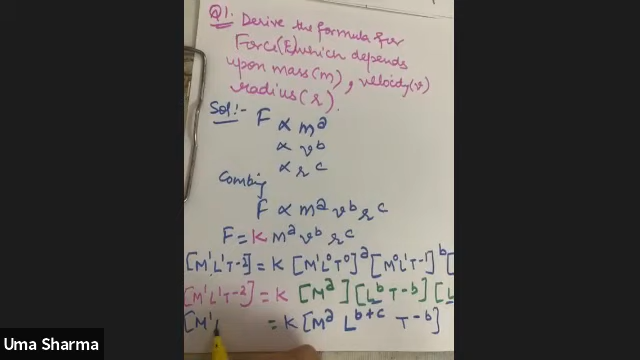 Q1. Derive the formula for
Force(F) which depends
upon mass(m), velocity(v)
radius(r).
Sol:-
F ∝ m^a
∝ v^b
∝ r^c
Combing
F ∝ m^a v^b r^c
F = K m^a v^b r^c
[M^1 L^1 T^-2] = K [M^1 L^0 T^0]^a [M^0 L^1 T^-1]^b [
[M^1 L^1 T^-2] = K [M^a] [L^b T^-b] [L
[M^1 = K [M^a L^b+c T^-b]
Uma Sharma